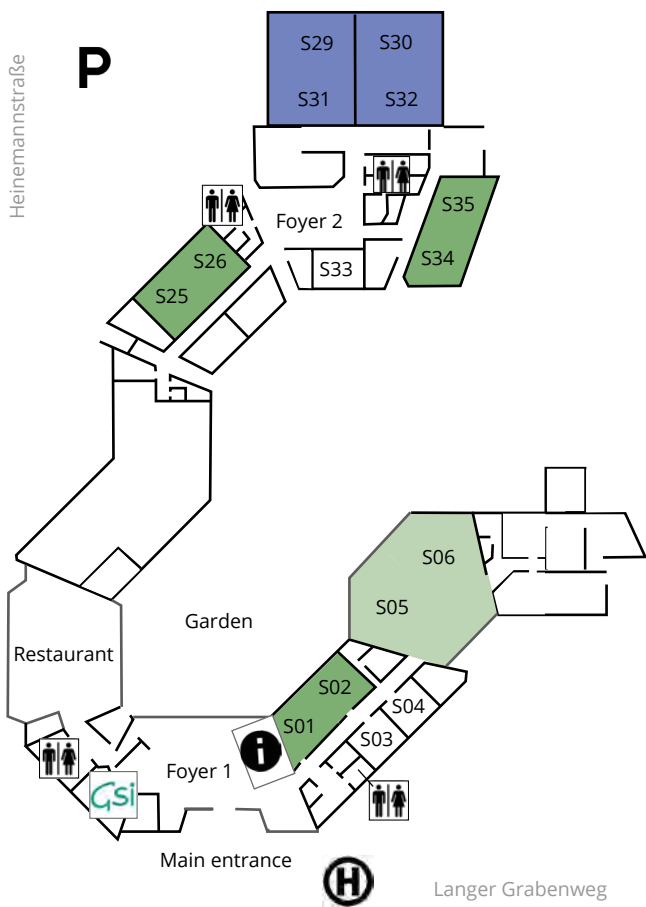 P
Heinemannstraße
S29
S30
S31
S32
S35
Foyer 2
S26
S34
S33
S25
S06
S05
Garden
Restaurant
S02
S04
S01
S03
i
Foyer 1
Gsi
Main entrance
H
Langer Grabenweg